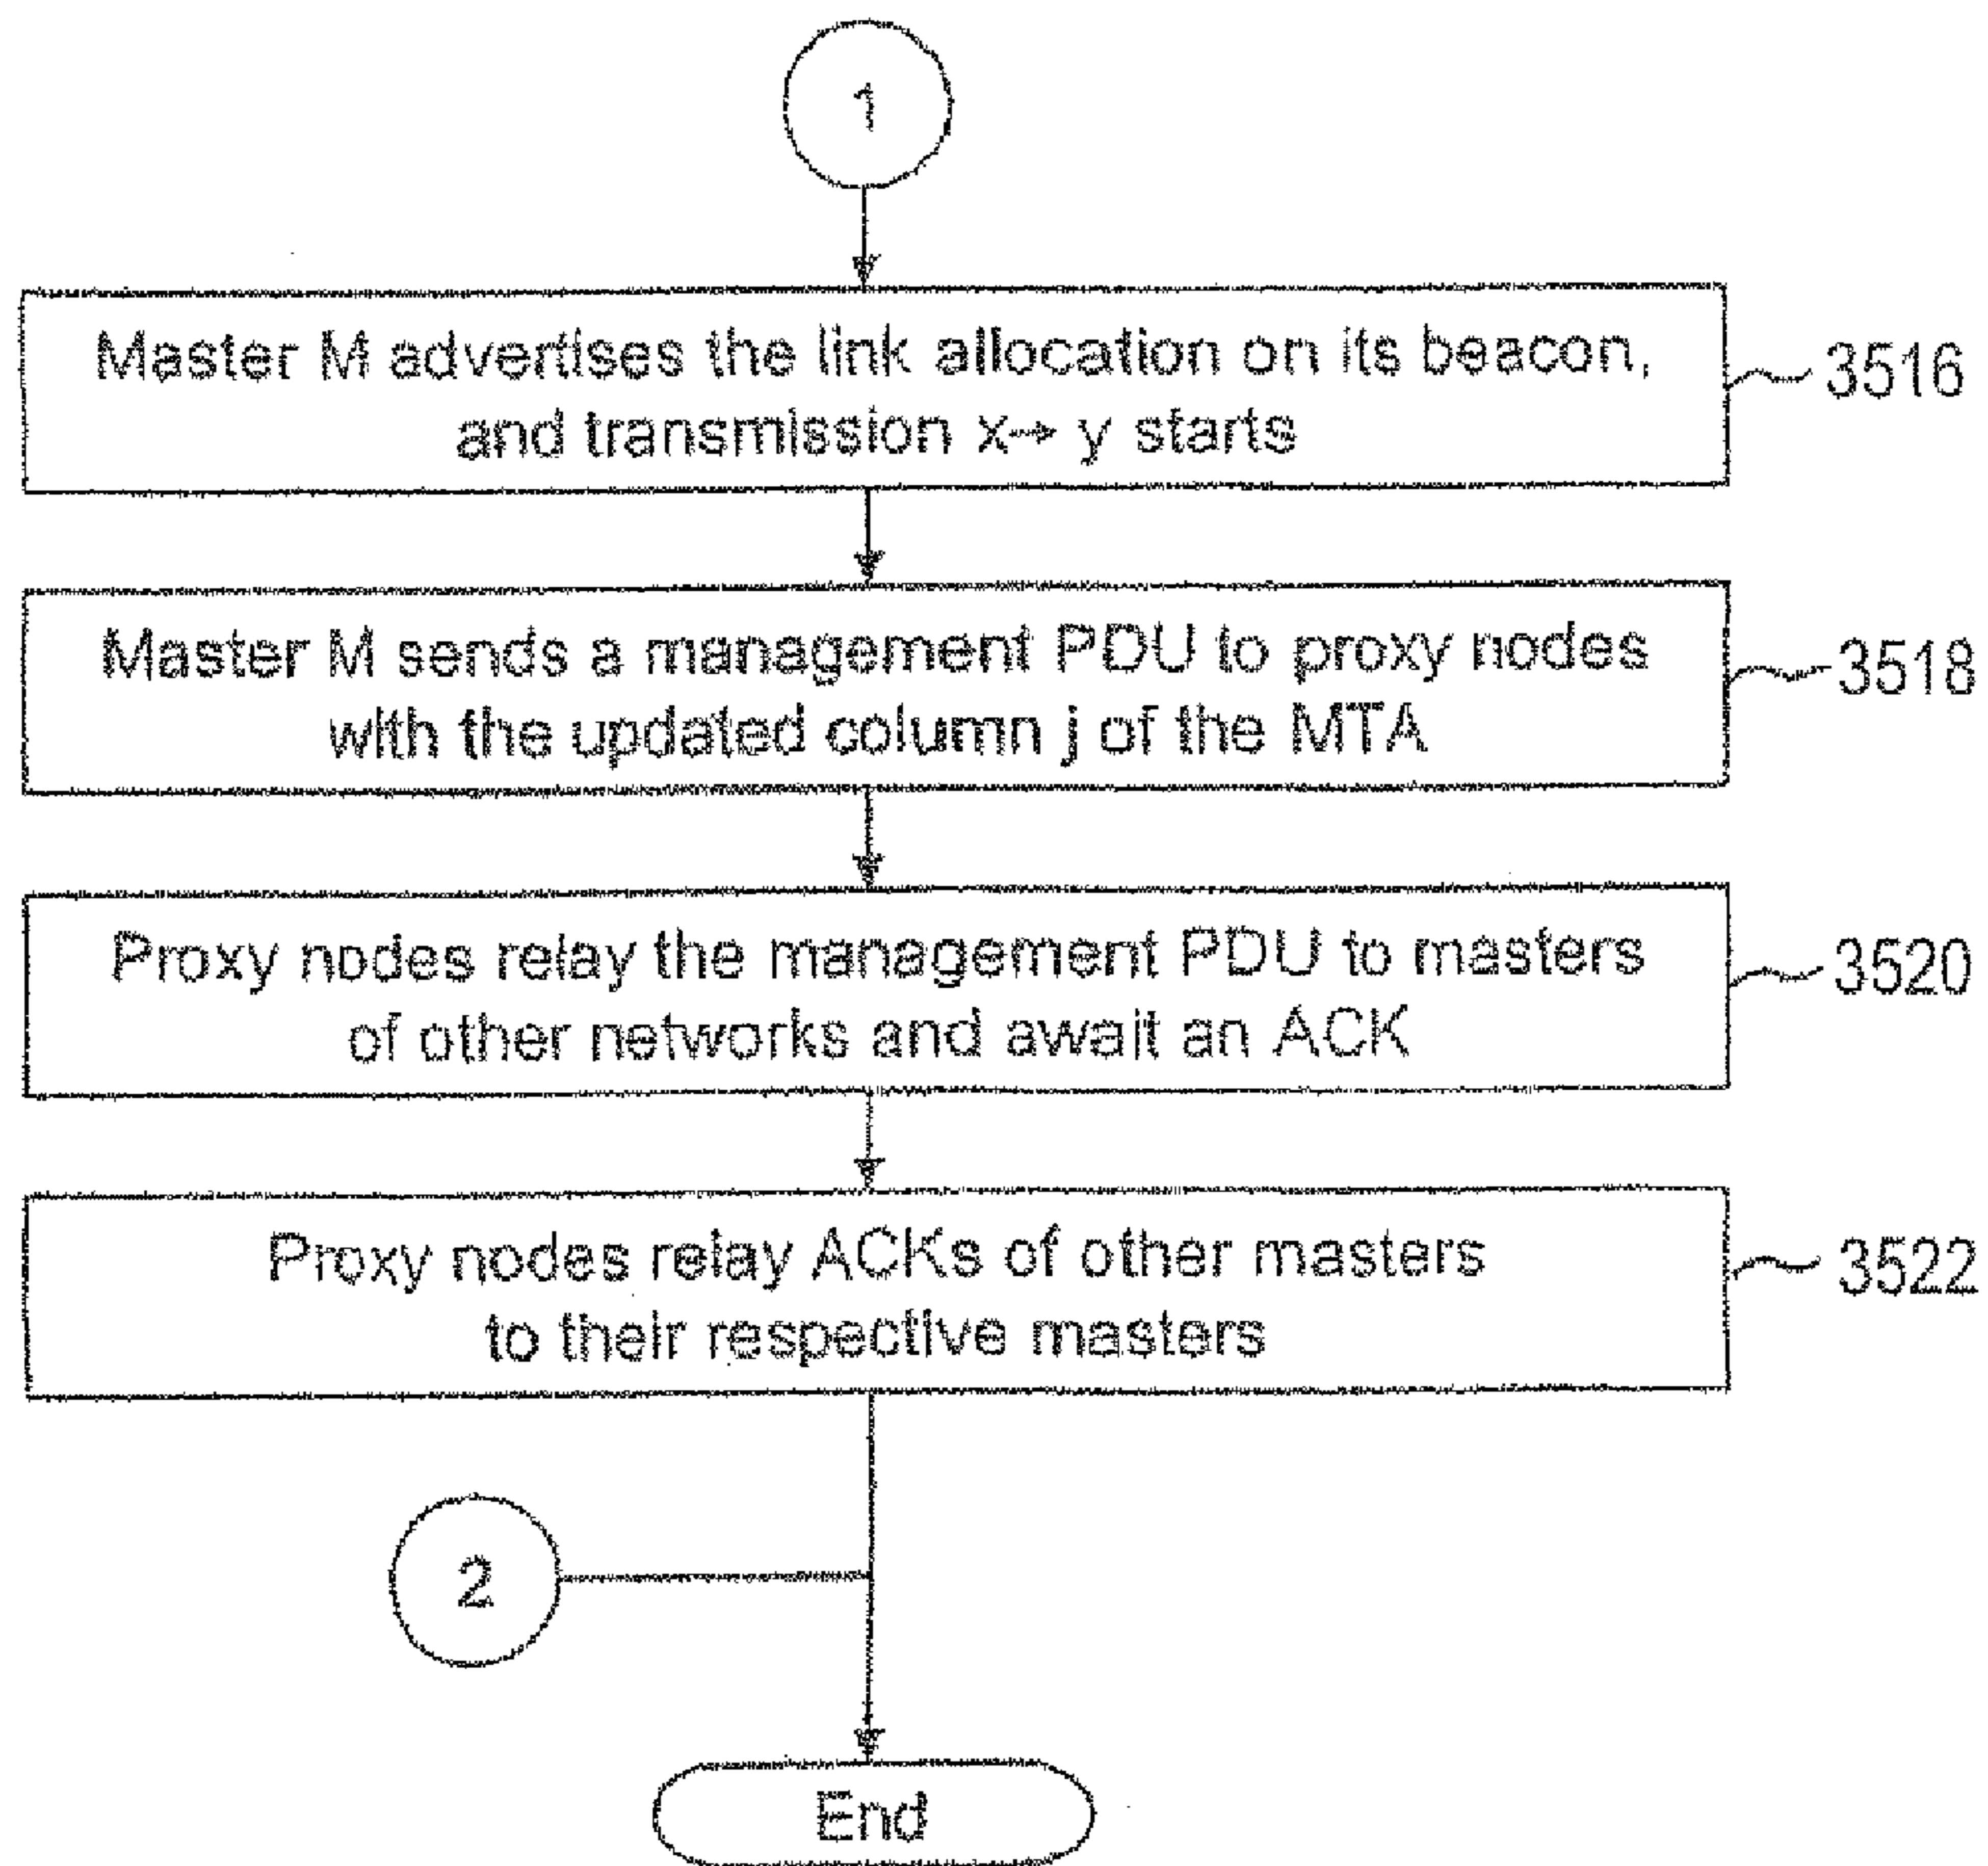 1
Master M advertises the link allocation on its beacon,
and transmission x→ y starts
3516
Master M sends a management PDU to proxy nodes
with the updated column j of the MTA
3518
Proxy nodes relay the management PDU to masters
of other networks and await an ACK
3520
Proxy nodes relay ACKs of other masters
to their respective masters
3522
2
End